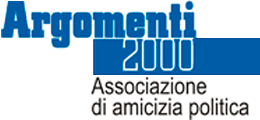 Argomenti
2000
Associazione
di amicizia politica